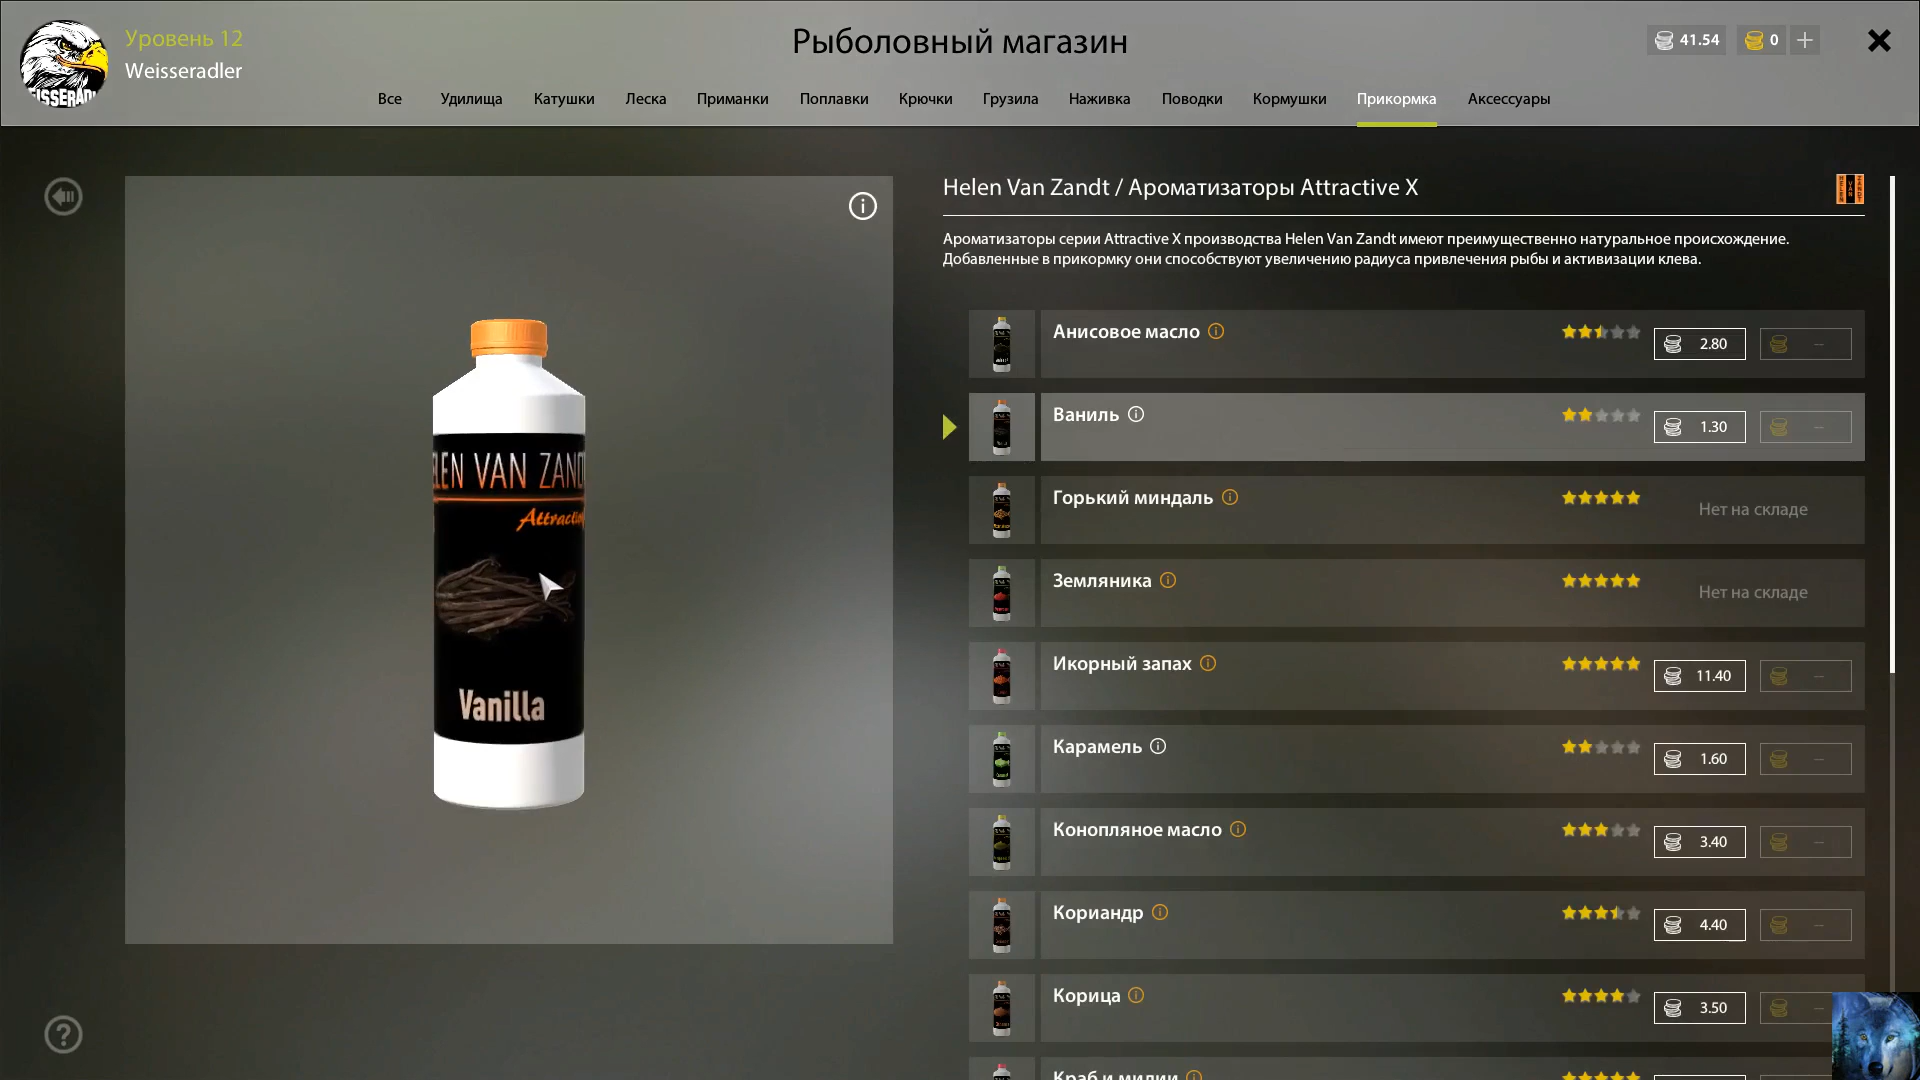 Уровень 12
Weisseradler
Рыболовный магазин
41.54
0
Все Удилища Катушки Леска Приманки Поплавки Крючки Грузила Наживка Поводки Кормушки Прикормка Аксессуары
Helen Van Zandt / Ароматизаторы Attractive X
Ароматизаторы серии Attractive X производства Helen Van Zandt имеют преимущественно натуральное происхождение.
Добавленные в прикормку они способствуют увеличению радиуса привлечения рыбы и активизации клева.
ELEN VAN ZAND
Attractio
Vanilla
Анисовое масло 2.80 –
Ваниль 1.30 –
Горький миндаль Нет на складе
Земляника Нет на складе
Икорный запах 11.40 –
Карамель 1.60 –
Конопляное масло 3.40 –
Кориандр 4.40 –
Корица 3.50 –
Краб и мидии